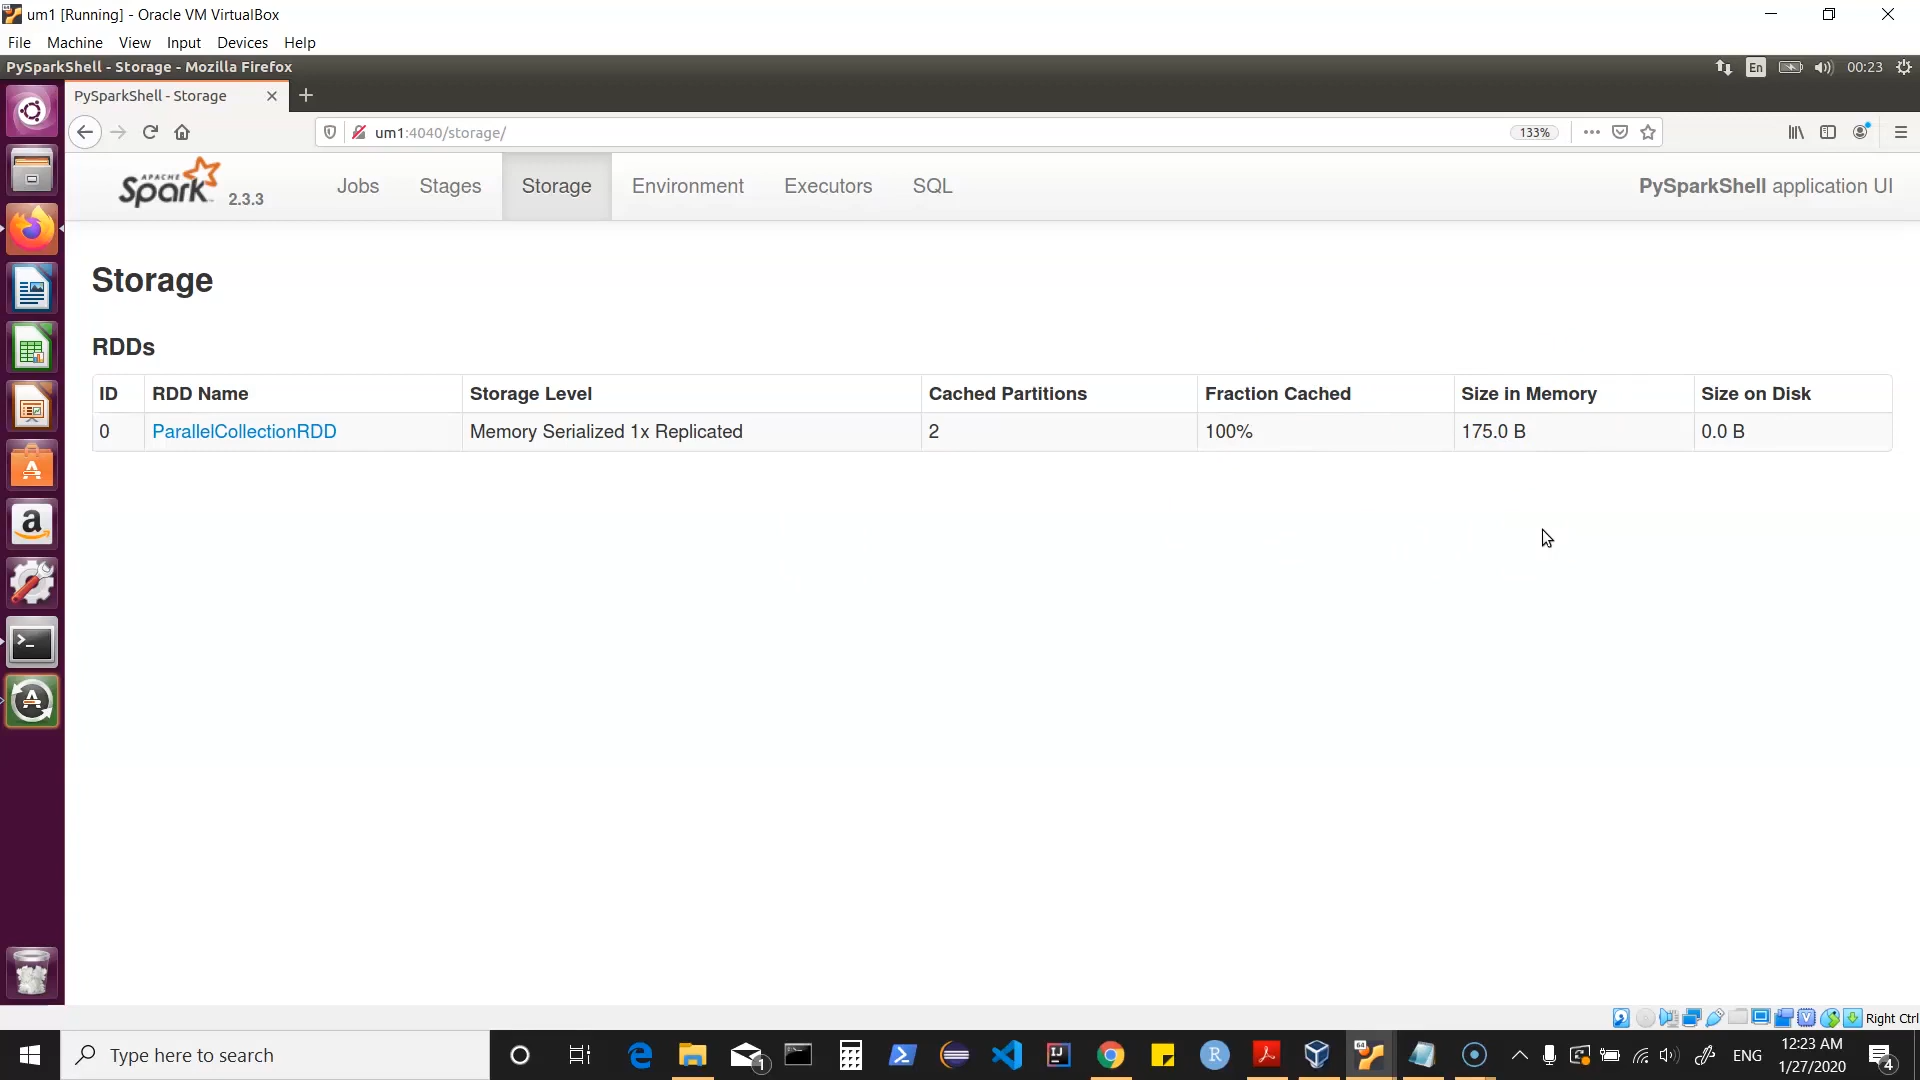 um1 [Running] - Oracle VM VirtualBox
File Machine View Input Devices Help
PySparkShell - Storage - Mozilla Firefox
En 00:23
PySparkShell - Storage
um1:4040/storage/
133%
APACHE Spark 2.3.3
Jobs Stages Storage Environment Executors SQL
PySparkShell application UI
Storage
RDDs
ID RDD Name Storage Level Cached Partitions Fraction Cached Size in Memory Size on Disk
0 ParallelCollectionRDD Memory Serialized 1x Replicated 2 100% 175.0 B 0.0 B
Right Ctrl
Type here to search
1
ENG
12:23 AM
1/27/2020
4